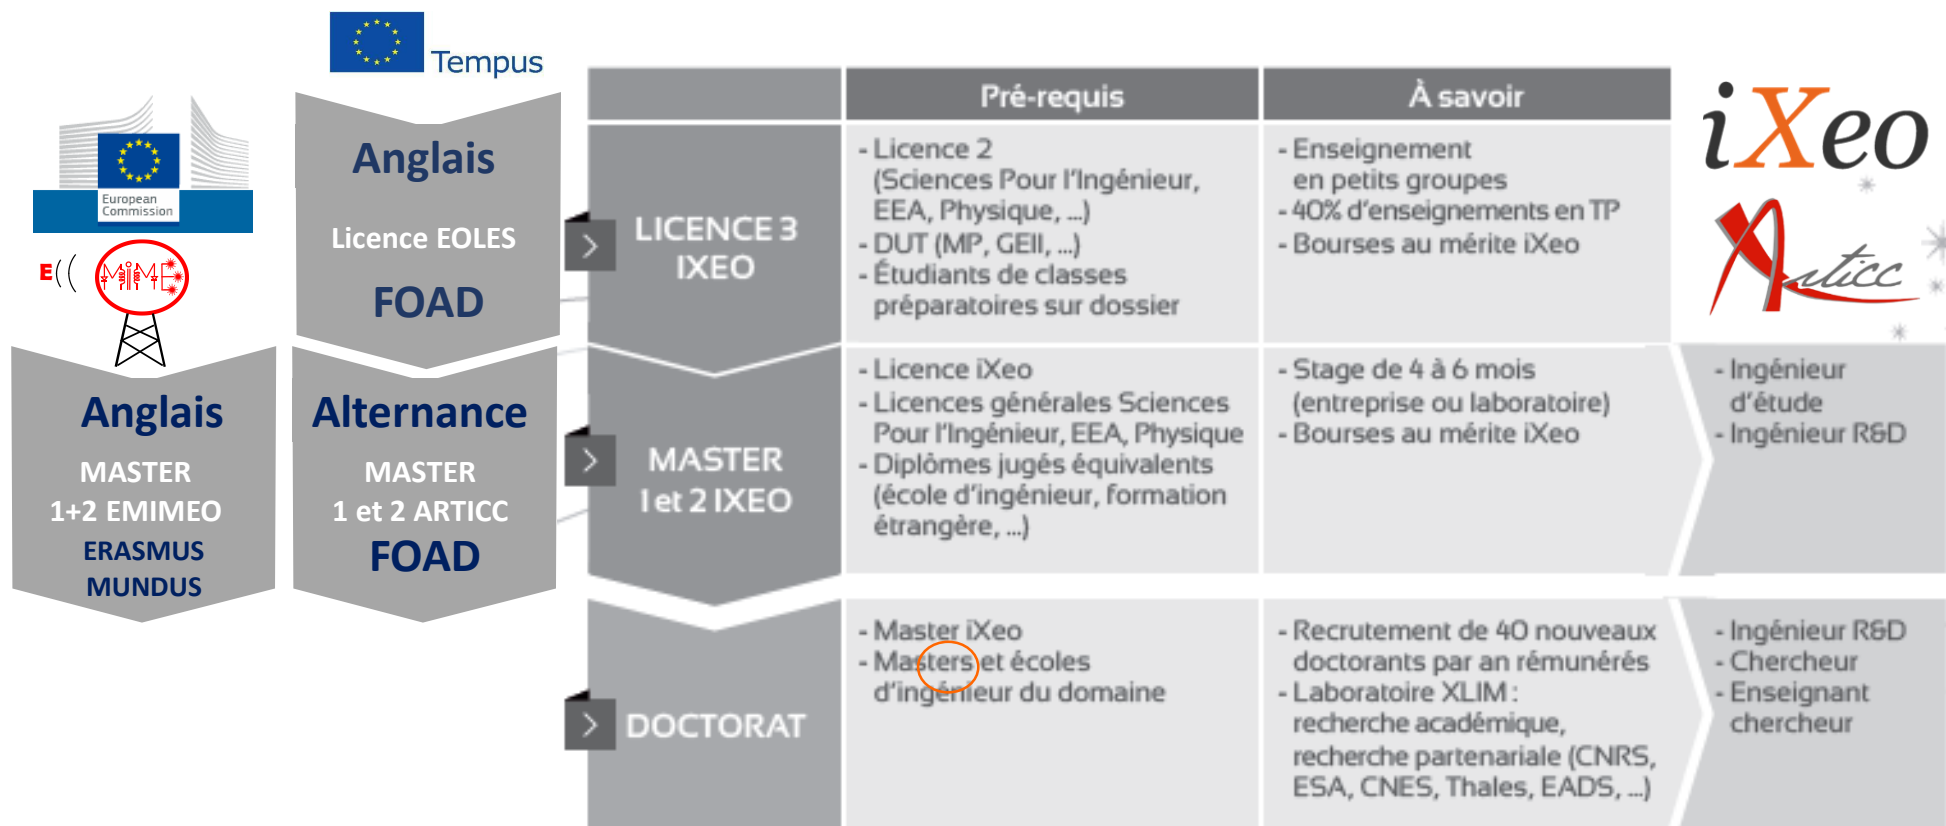 Tempus
European
Commission
E
MiME
Anglais
Licence EOLES
FOAD
Anglais
MASTER
1+2 EMIMEO
ERASMUS
MUNDUS
Alternance
MASTER
1 et 2 ARTICC
FOAD
Pré-requis
À savoir
LICENCE 3
IXEO
- Licence 2
(Sciences Pour l'Ingénieur,
EEA, Physique, ...)
- DUT (MP, GEII, ...)
- Étudiants de classes
préparatoires sur dossier
- Enseignement
en petits groupes
- 40% d'enseignements en TP
- Bourses au mérite iXeo
iXeo
Articc
MASTER
1 et 2 IXEO
- Licence iXeo
- Licences générales Sciences
Pour l'Ingénieur, EEA, Physique
- Diplômes jugés équivalents
(école d'ingénieur, formation
étrangère, ...)
- Stage de 4 à 6 mois
(entreprise ou laboratoire)
- Bourses au mérite iXeo
- Ingénieur
d'étude
- Ingénieur R&D
DOCTORAT
- Master iXeo
- Masters et écoles
d'ingénieur du domaine
- Recrutement de 40 nouveaux
doctorants par an rémunérés
- Laboratoire XLIM :
recherche académique,
recherche partenariale (CNRS,
ESA, CNES, Thales, EADS, ...)
- Ingénieur R&D
- Chercheur
- Enseignant
chercheur